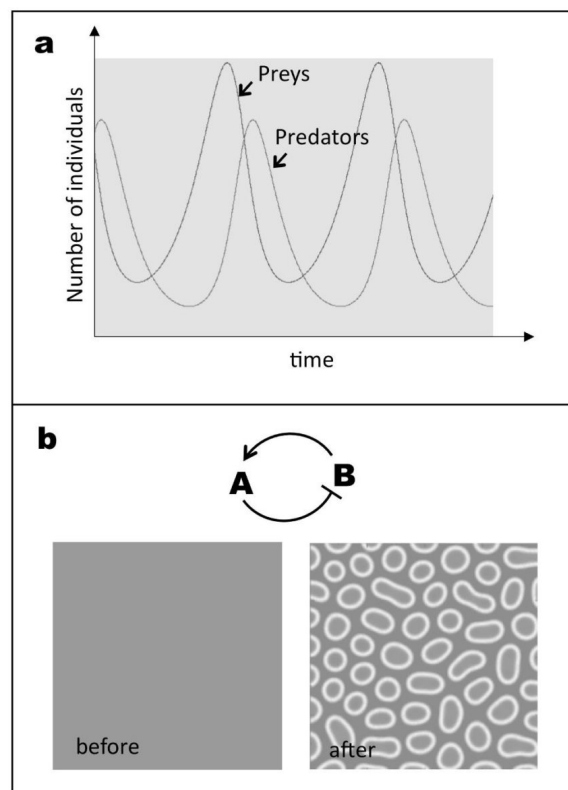 a
Preys
Predators
Number of individuals
time
b
A B
before
after